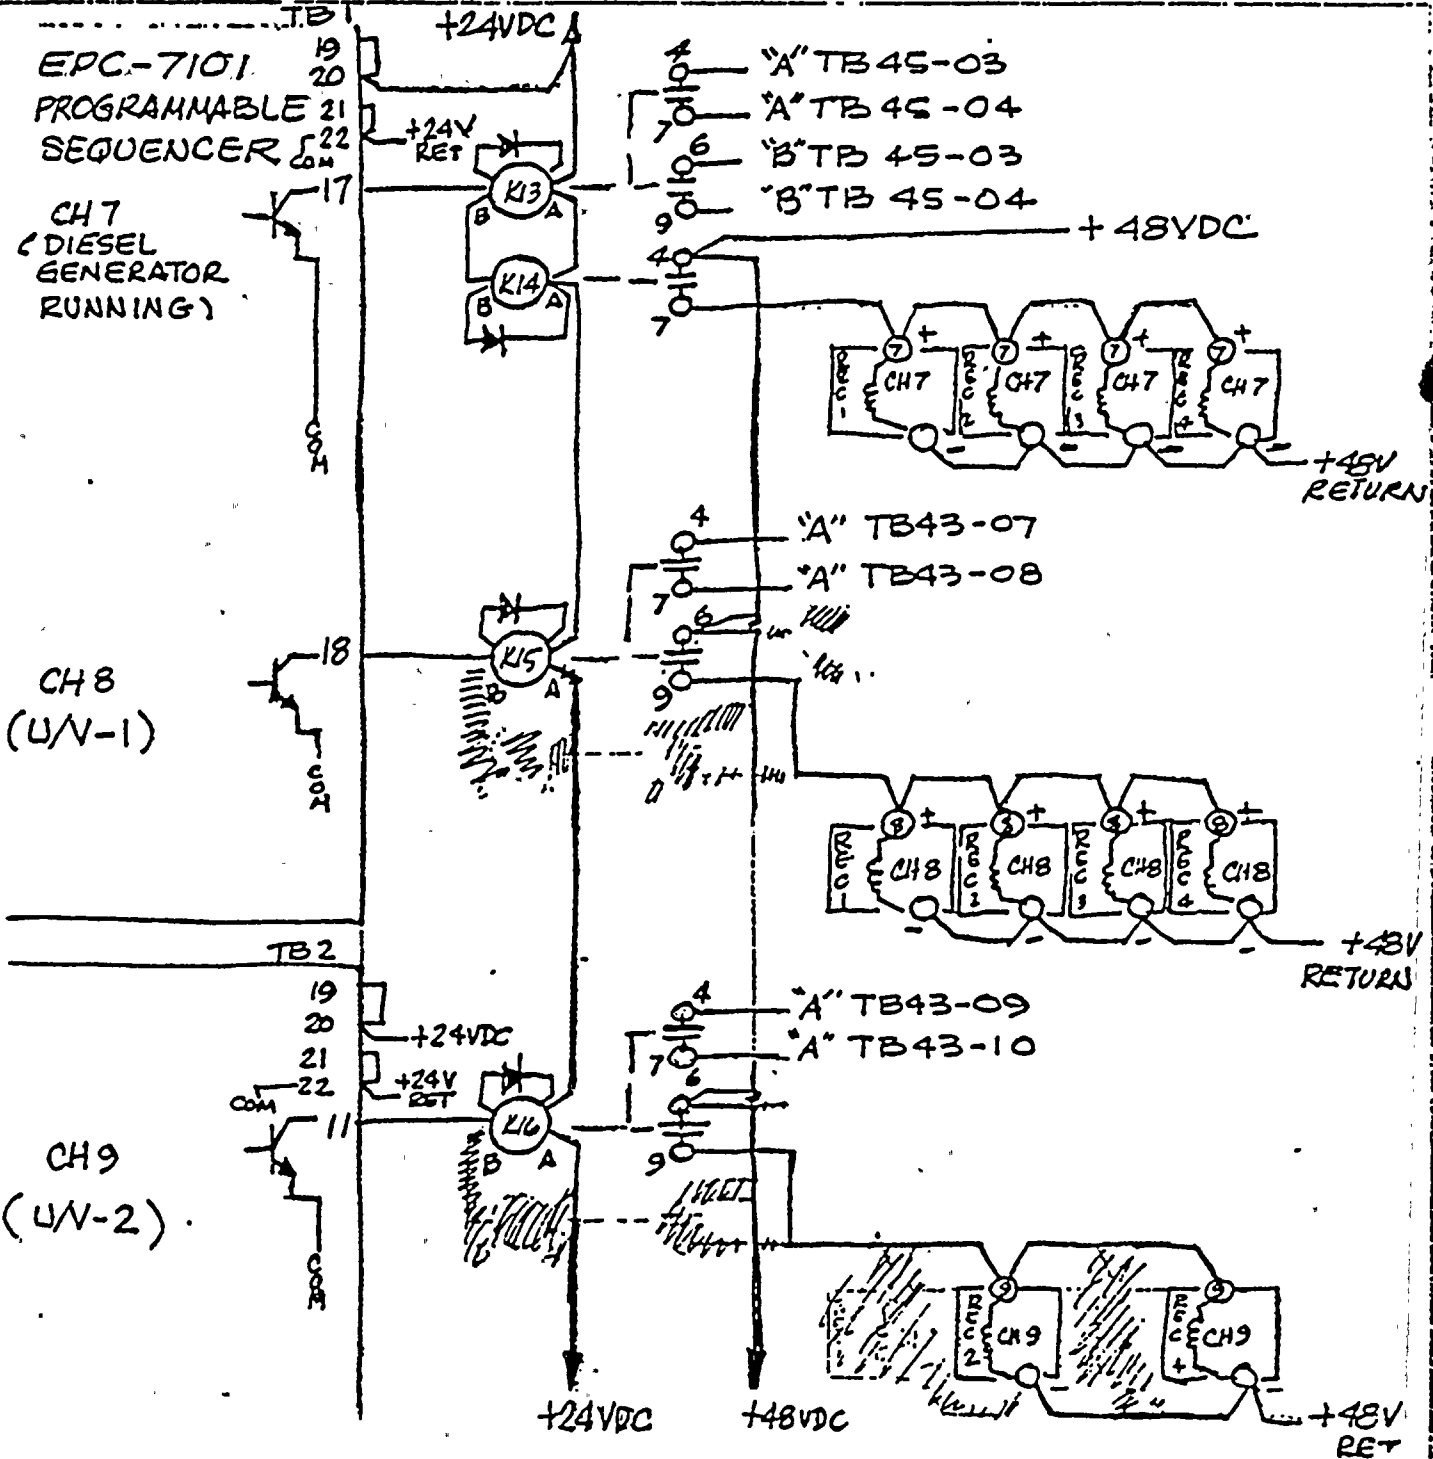 TB1
+24VDC
EPC-7101
PROGRAMMABLE
SEQUENCER
19
20
21
22
COM
+24V
RET
17
CH7
(DIESEL
GENERATOR
RUNNING)
COM
K13
B A
K14
B A
4 "A" TB45-03
7 "A" TB45-04
6 "B" TB 45-03
9 "B" TB 45-04
4 +48VDC
7
7 + 7 + 7 + 7 +
REC 1 CH7 REC 2 CH7 REC 3 CH7 REC 4 CH7
- - - -
+48V
RETURN
4 "A" TB43-07
7 "A" TB43-08
6
9
18
K15
B A
CH8
(U/V-1)
COM
8 + 8 + 8 + 8 +
REC 1 CH8 REC 2 CH8 REC 3 CH8 REC 4 CH8
- - - -
+48V
RETURN
TB2
19
20
+24VDC
21
22
COM
+24V
RET
11
K16
B A
4 "A" TB43-09
7 "A" TB43-10
6
9
CH9
(U/V-2)
COM
9 9
REC 2 CH9 REC 4 CH9
- -
+24VDC
+48VDC
+48V
RET